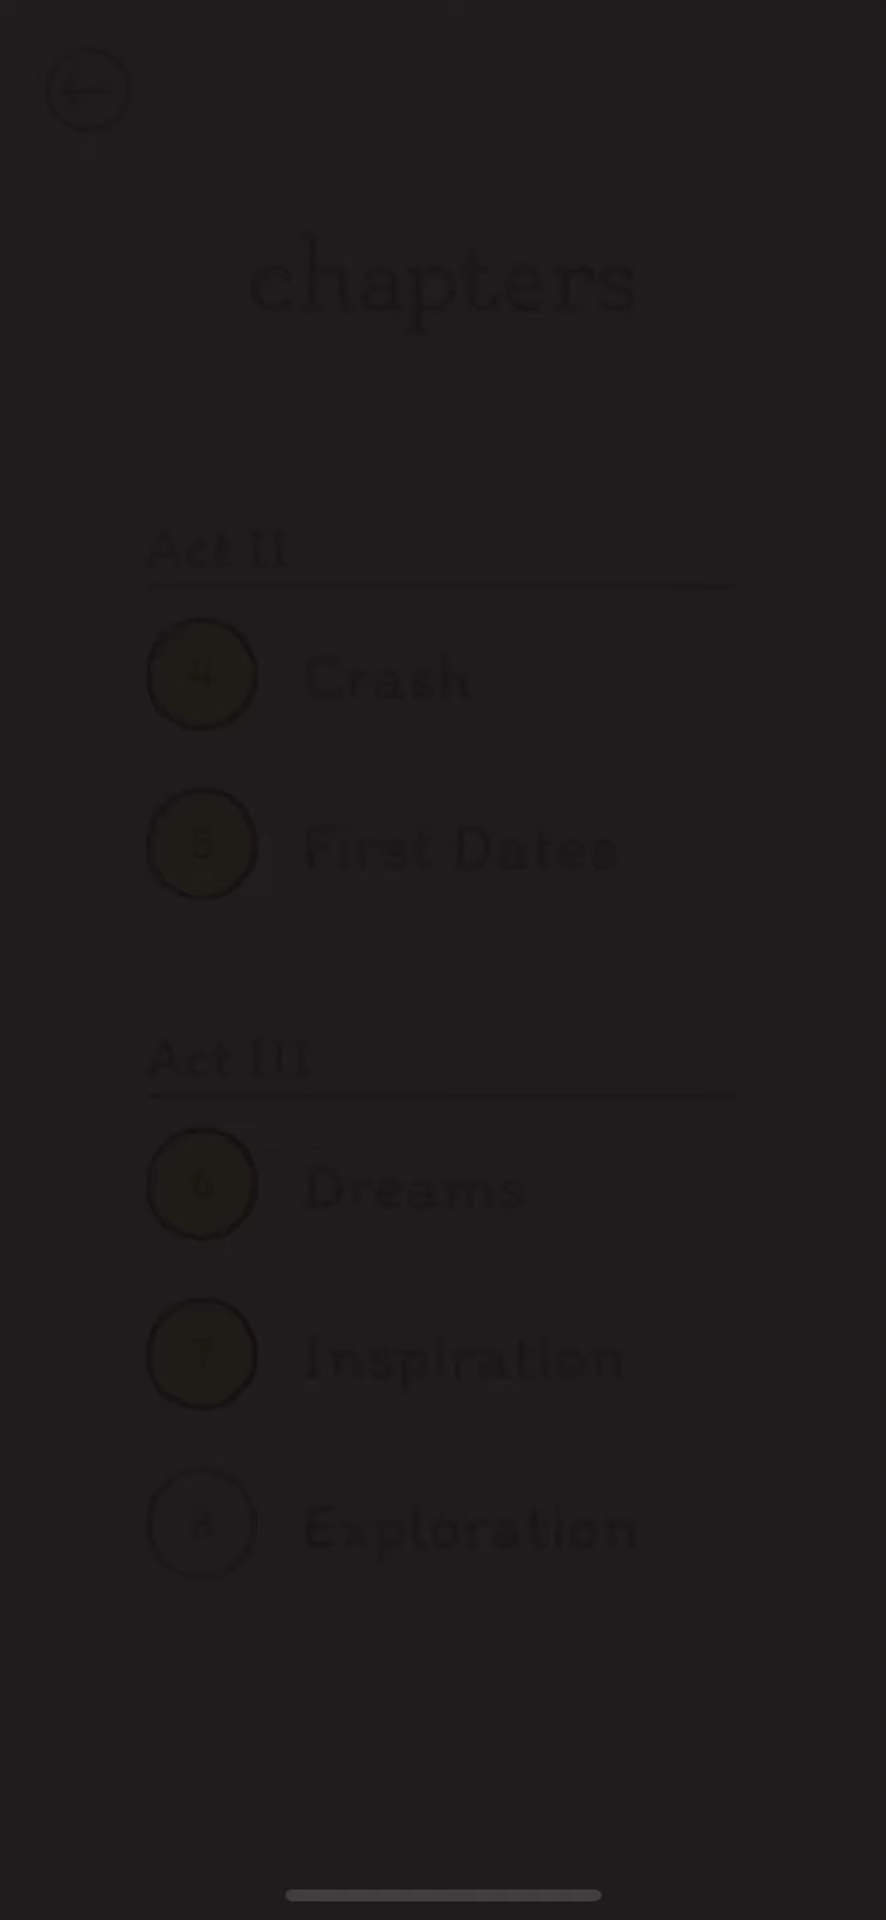 chapters
Act II
4 Crash
5 First Dates
Act III
6 Dreams
7 Inspiration
8 Exploration